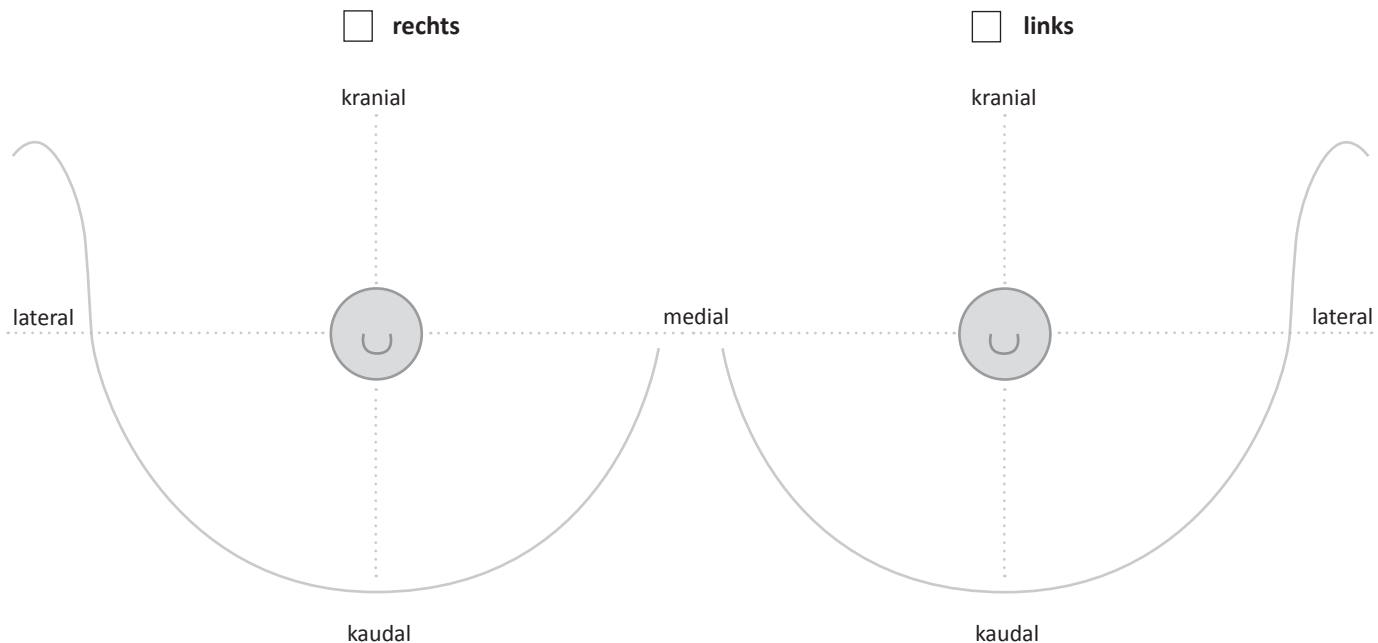 rechts links
kranial kranial
lateral medial lateral
kaudal kaudal